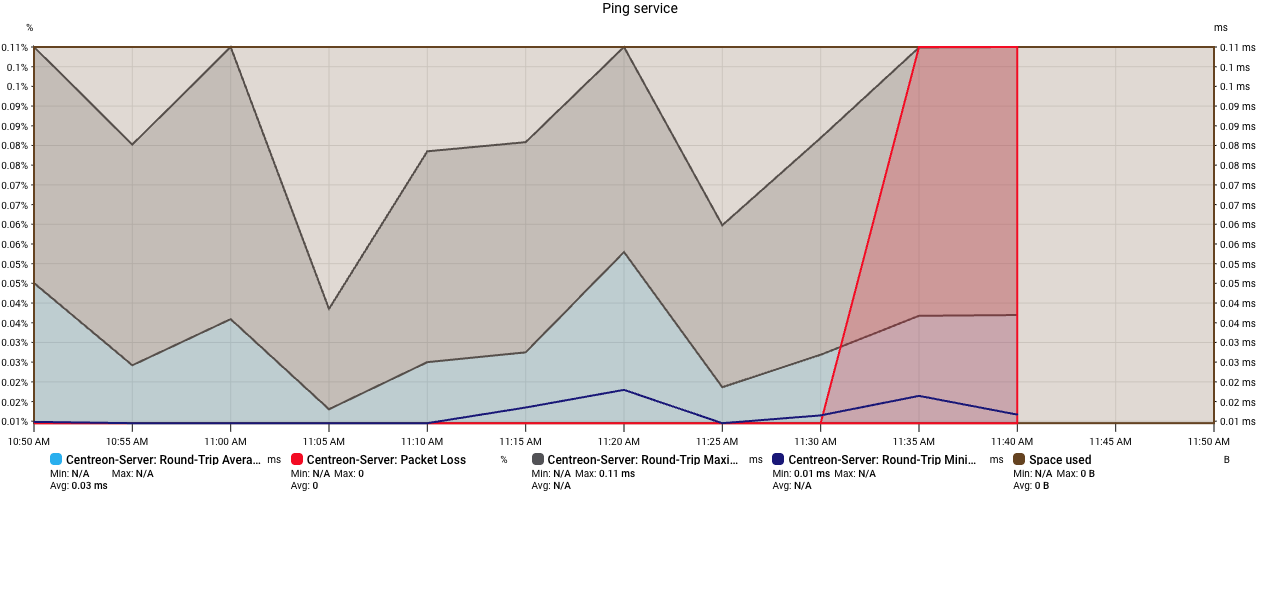 Ping service
% ms
0.11% 0.11 ms
0.1% 0.1 ms
0.1% 0.1 ms
0.09% 0.09 ms
0.09% 0.09 ms
0.08% 0.08 ms
0.08% 0.08 ms
0.07% 0.07 ms
0.07% 0.07 ms
0.06% 0.06 ms
0.06% 0.06 ms
0.05% 0.05 ms
0.04% 0.05 ms
0.04% 0.04 ms
0.04% 0.04 ms
0.03% 0.03 ms
0.03% 0.03 ms
0.02% 0.02 ms
0.02% 0.02 ms
0.01% 0.01 ms
10:50 AM 10:55 AM 11:00 AM 11:05 AM 11:10 AM 11:15 AM 11:20 AM 11:25 AM 11:30 AM 11:35 AM 11:40 AM 11:45 AM 11:50 AM
Centreon-Server: Round-Trip Avera... ms Centreon-Server: Packet Loss % Centreon-Server: Round-Trip Maxi... ms Centreon-Server: Round-Trip Mini... ms Space used B
Min: N/A Max: N/A Min: N/A Max: 0 Min: N/A Max: 0.11 ms Min: 0.01 ms Max: N/A Min: N/A Max: 0 B
Avg: 0.03 ms Avg: 0 Avg: N/A Avg: N/A Avg: 0 B